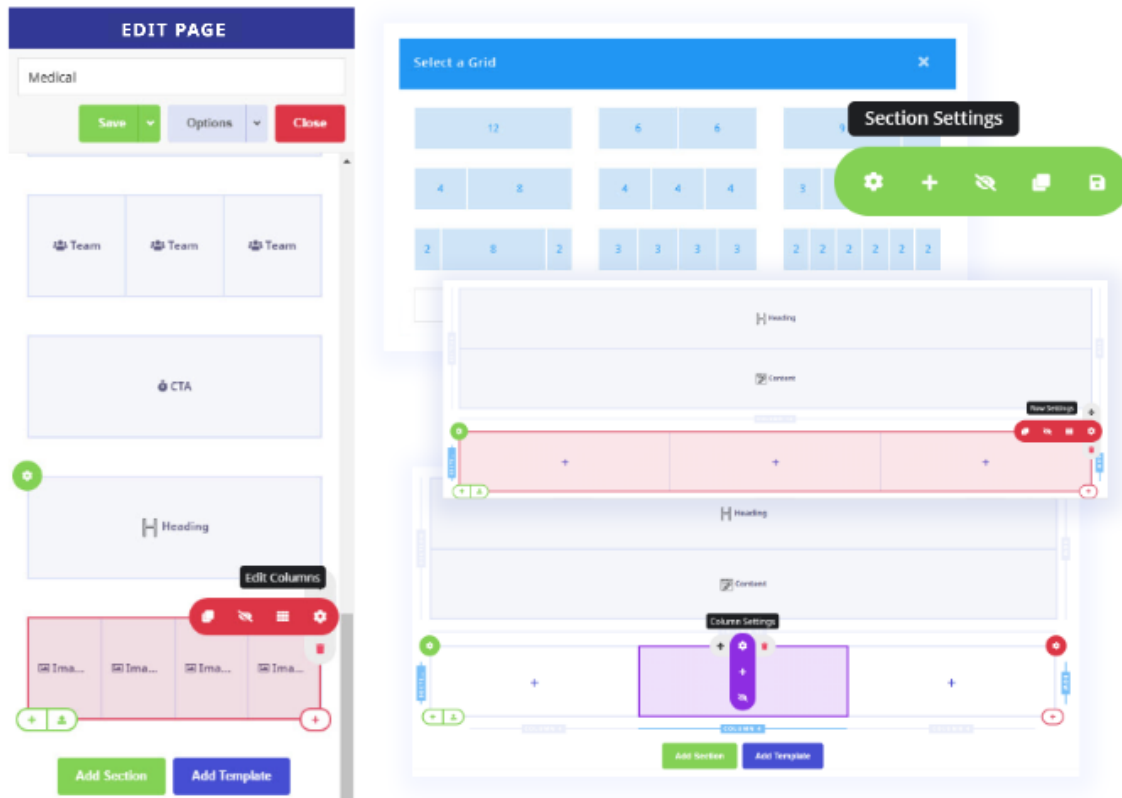 EDIT PAGE
Medical
Save
Options
Close
Team
Team
Team
CTA
Heading
Edit Columns
Ima...
Ima...
Ima...
Ima...
Add Section
Add Template
Select a Grid
12
6 6
9
4 8
4 4 4
3
2 8 2
3 3 3 3
2 2 2 2 2 2
Section Settings
Heading
Content
Row Settings
Heading
Content
Column Settings
COLUMN
Add Section
Add Template